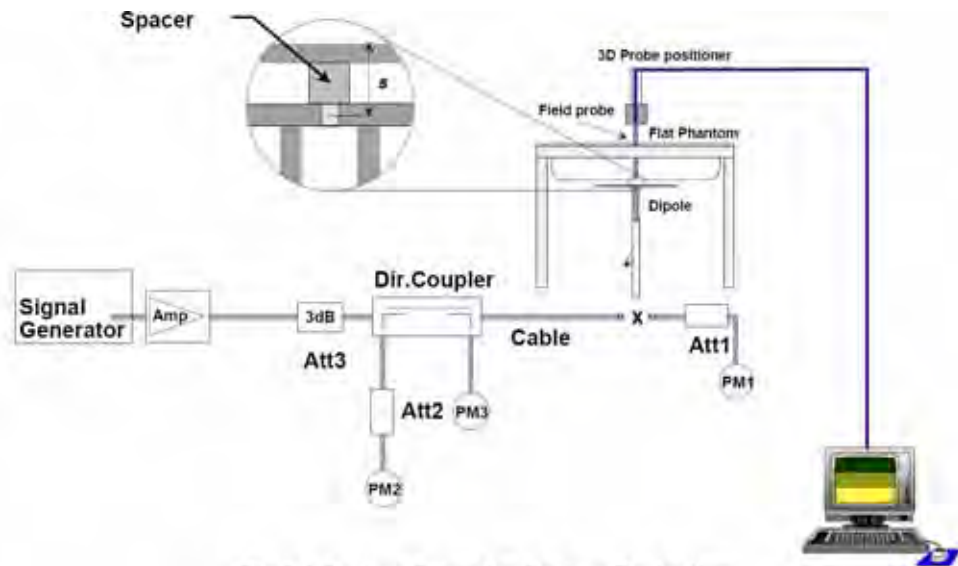 Spacer
s
3D Probe positioner
Field probe
Flat Phantom
Dipole
Dir.Coupler
Signal
Generator
Amp
3dB
Att3
Cable
X
Att1
PM1
Att2
PM3
PM2